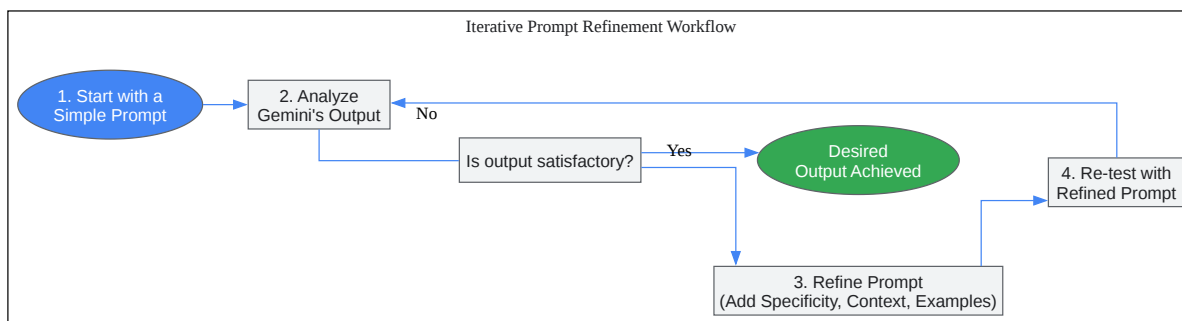 Iterative Prompt Refinement Workflow
1. Start with a
Simple Prompt
2. Analyze
Gemini's Output
No
Is output satisfactory?
Yes
Desired
Output Achieved
4. Re-test with
Refined Prompt
3. Refine Prompt
(Add Specificity, Context, Examples)